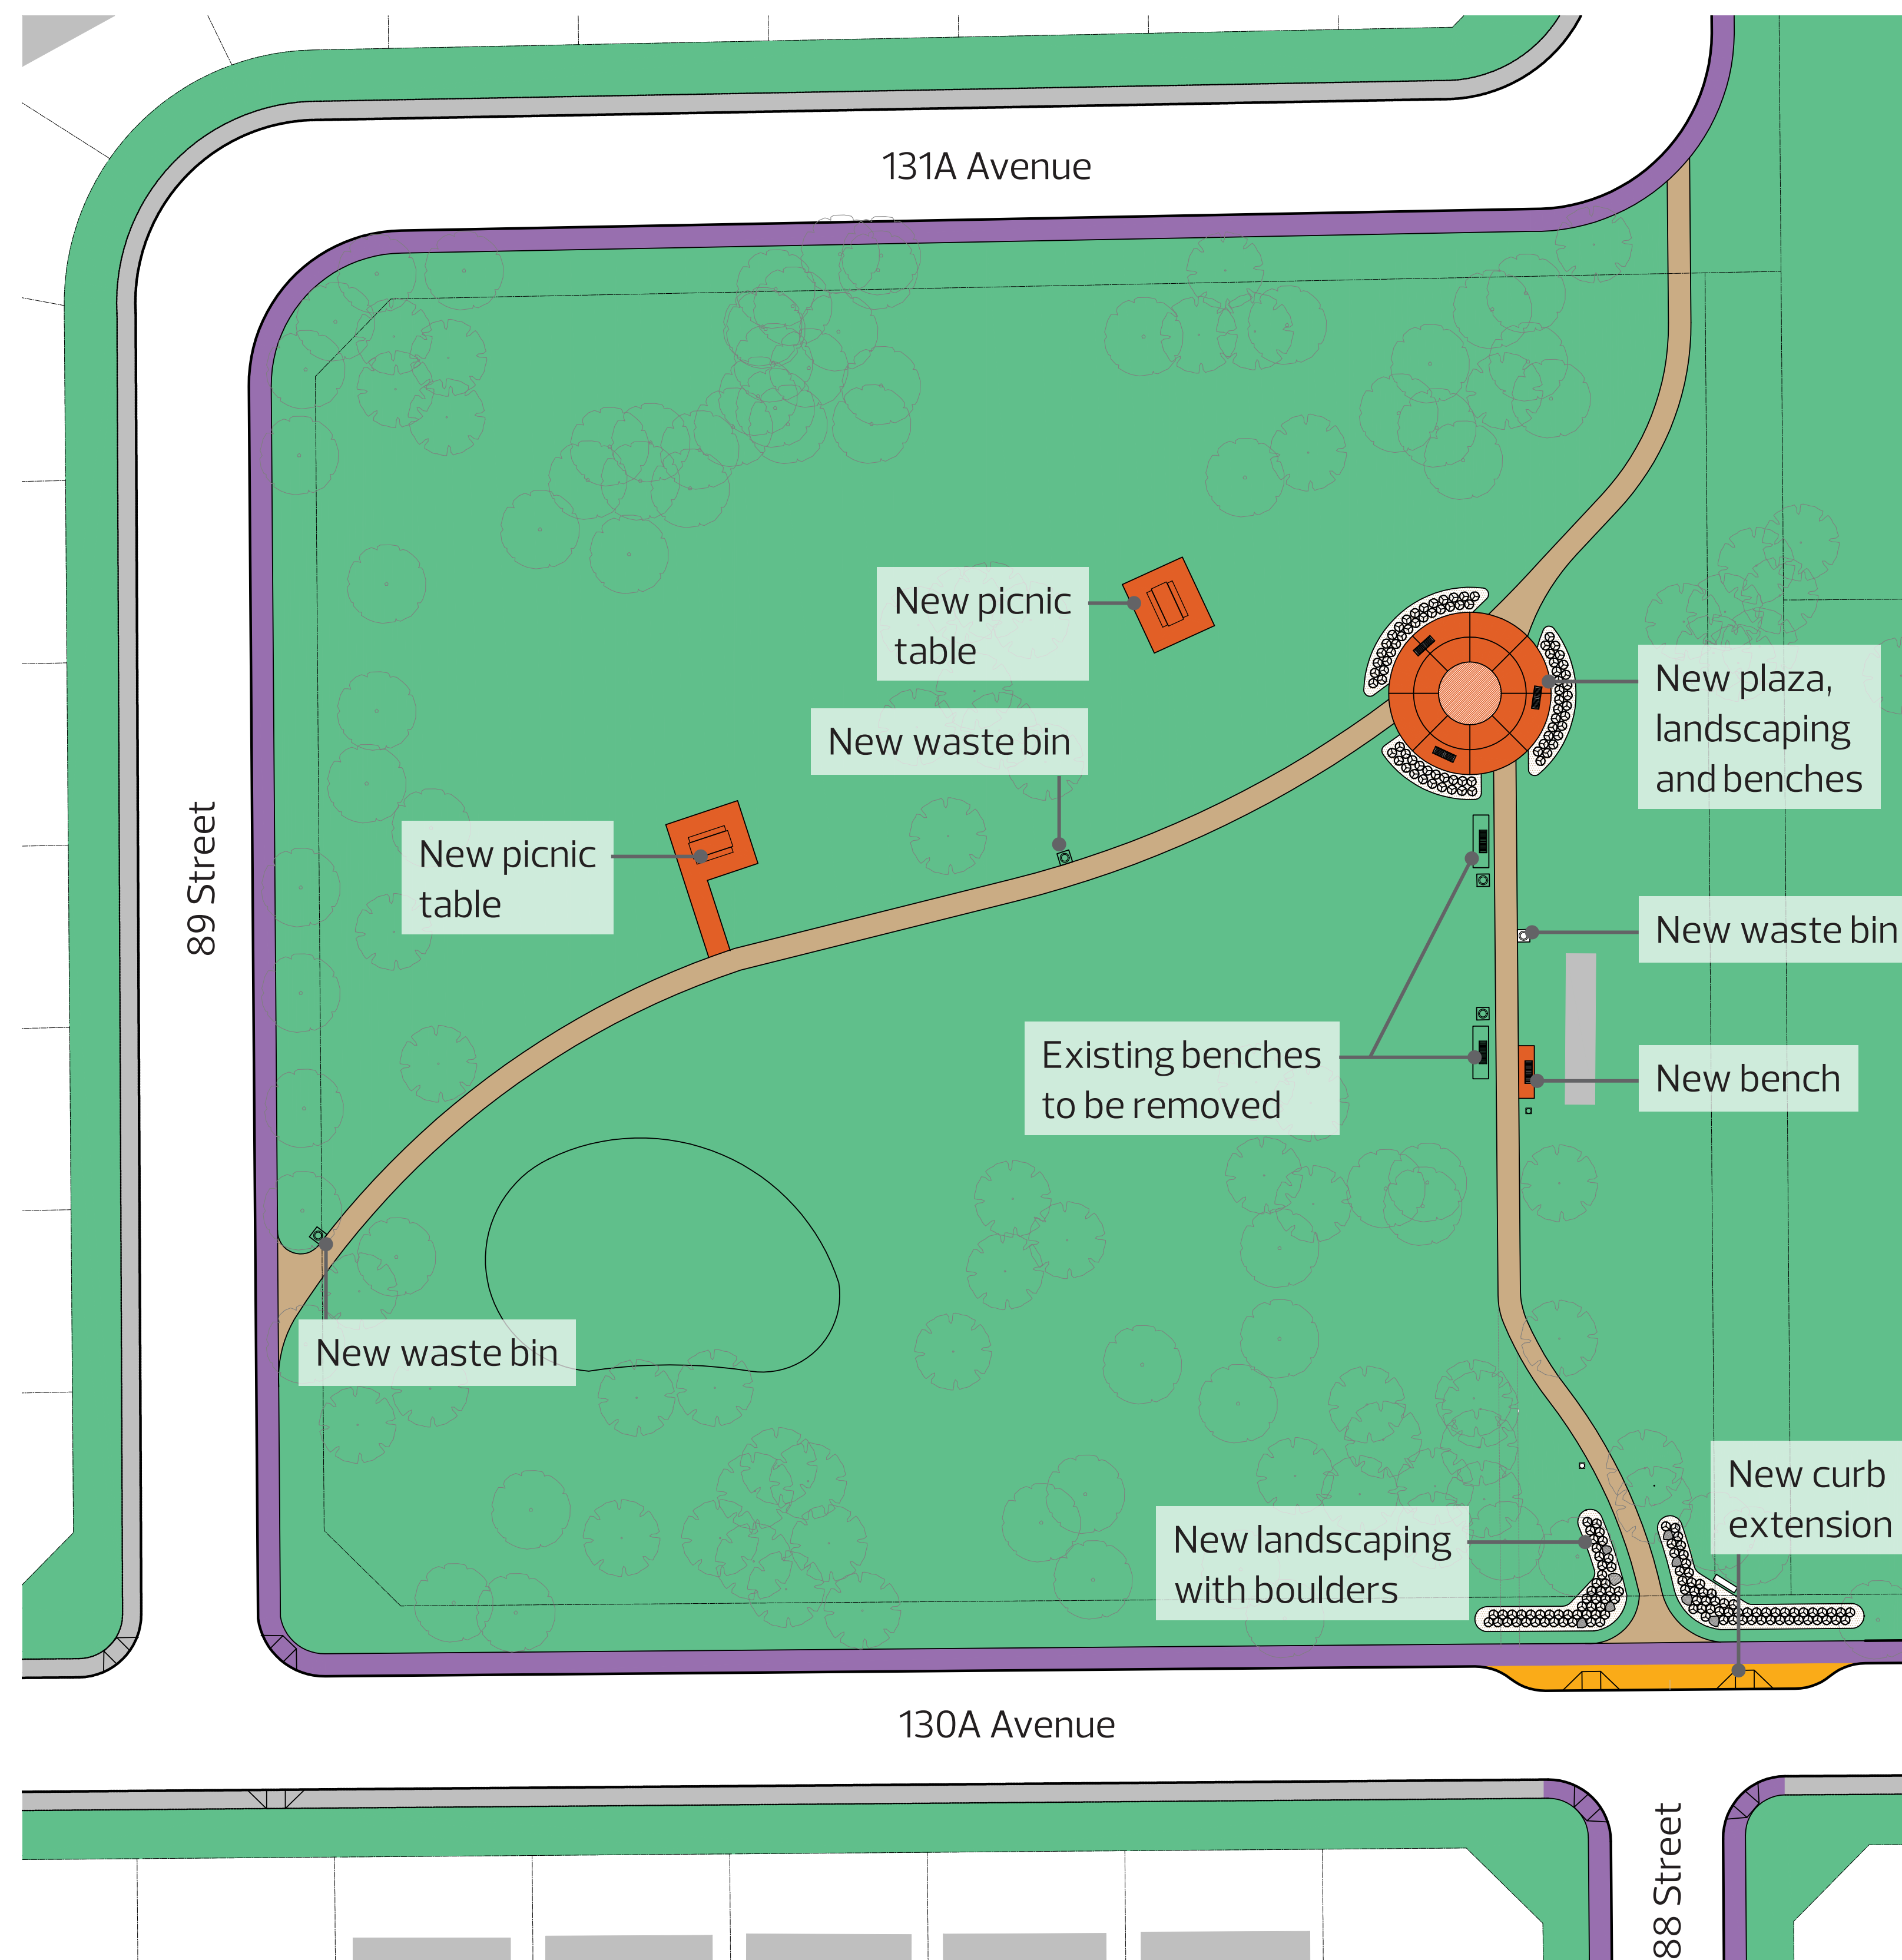 131A Avenue
New picnic
table
New plaza,
landscaping
and benches
New waste bin
89 Street
New picnic
table
New waste bin
Existing benches
to be removed
New bench
New waste bin
New curb
extension
New landscaping
with boulders
130A Avenue
88 Street